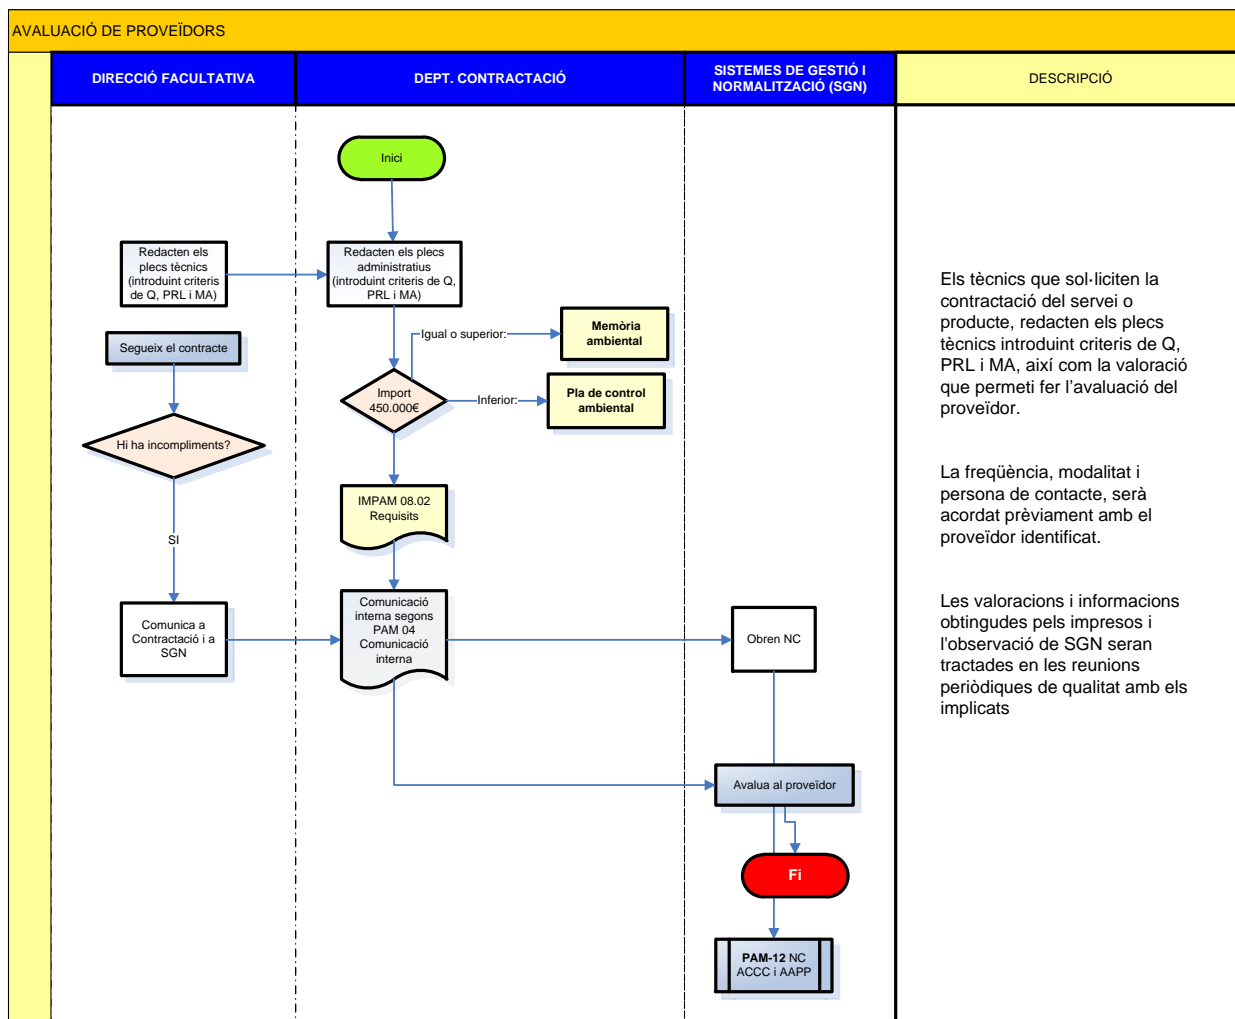 AVALUACIÓ DE PROVEÏDORS
DIRECCIÓ FACULTATIVA
DEPT. CONTRACTACIÓ
SISTEMES DE GESTIÓ I
NORMALITZACIÓ (SGN)
DESCRIPCIÓ
Inici
Redacten els
plecs tècnics
(introduint criteris
de Q, PRL i MA)
Redacten els plecs
administratius
(introduint criteris de Q,
PRL i MA)
Segueix el contracte
Igual o superior:
Memòria
ambiental
Import
450.000€
Inferior:
Pla de control
ambiental
Hi ha incompliments?
IMPAM 08.02
Requisits
SI
Comunica a
Contractació i a
SGN
Comunicació
interna segons
PAM 04
Comunicació
interna
Obren NC
Avalua al proveïdor
Fi
PAM-12 NC
ACCC i AAPP
Els tècnics que sol·liciten la
contractació del servei o
producte, redacten els plecs
tècnics introduint criteris de Q,
PRL i MA, així com la valoració
que permeti fer l’avaluació del
proveïdor.
La freqüència, modalitat i
persona de contacte, serà
acordat prèviament amb el
proveïdor identificat.
Les valoracions i informacions
obtingudes pels impresos i
l'observació de SGN seran
tractades en les reunions
periòdiques de qualitat amb els
implicats